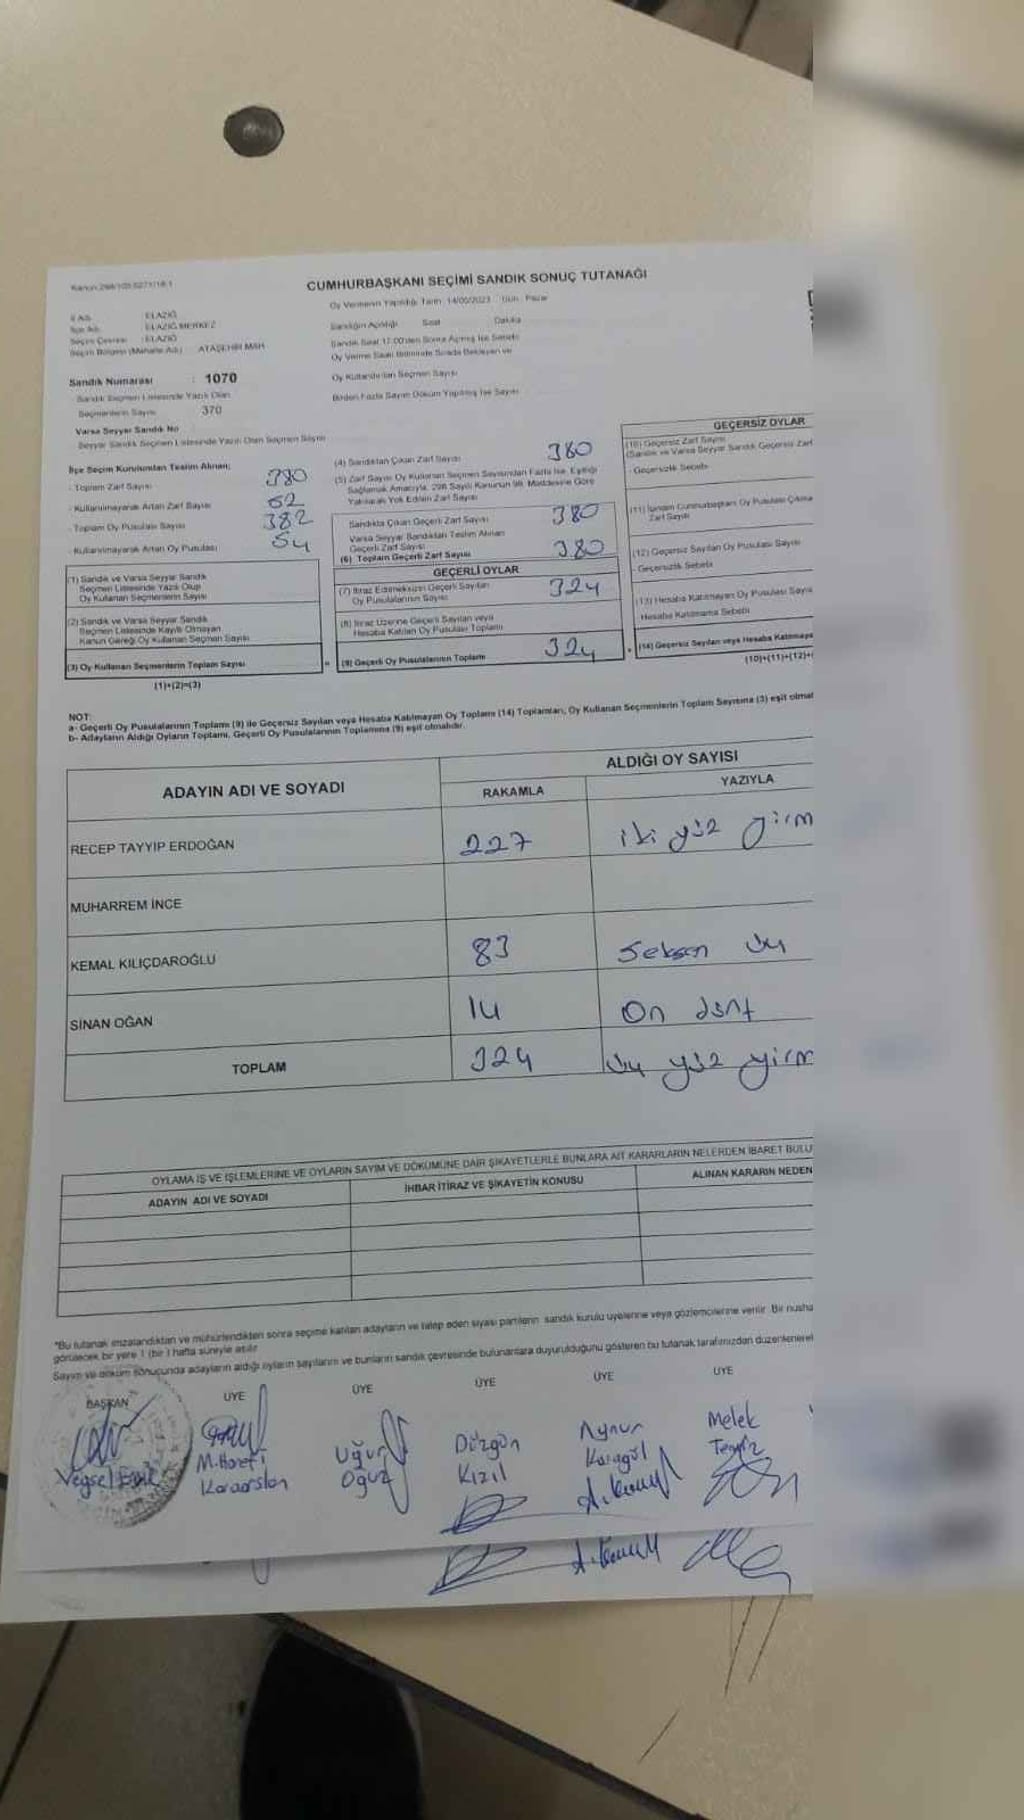 Kanun:298/105.6271/18.1
CUMHURBAŞKANI SEÇİMİ SANDIK SONUÇ TUTANAĞI
Oy Vermenin Yapıldığı Tarih: 14/05/2023 Gün: Pazar
İl Adı : ELAZIĞ
İlçe Adı : ELAZIĞ MERKEZ
Seçim Çevresi : ELAZIĞ
Seçim Bölgesi (Mahalle Adı) : ATAŞEHİR MAH.
Sandığın Açıldığı Saat Dakika
Sandık Saat 17:00'den Sonra Açılmış İse Sebebi
Oy Verme Saati Bitiminde Sırada Bekleyen ve
Oy Kullandırılan Seçmen Sayısı
Birden Fazla Sayım Döküm Yapılmış İse Sayısı
Sandık Numarası : 1070
Sandık Seçmen Listesinde Yazılı Olan
Seçmenlerin Sayısı 370
Varsa Seyyar Sandık No
Seyyar Sandık Seçmen Listesinde Yazılı Olan Seçmen Sayısı
İlçe Seçim Kurulundan Teslim Alınan;
- Toplam Zarf Sayısı 380
- Kullanılmayarak Artan Zarf Sayısı 62
- Toplam Oy Pusulası Sayısı 382
- Kullanılmayarak Artan Oy Pusulası 54
(1) Sandık ve Varsa Seyyar Sandık
Seçmen Listesinde Yazılı Olup
Oy Kullanan Seçmenlerin Sayısı
(2) Sandık ve Varsa Seyyar Sandık
Seçmen Listesinde Kayıtlı Olmayan
Kanun Gereği Oy Kullanan Seçmen Sayısı
(3) Oy Kullanan Seçmenlerin Toplam Sayısı
(1)+(2)=(3)
(4) Sandıktan Çıkan Zarf Sayısı 380
(5) Zarf Sayısı Oy Kullanan Seçmen Sayısından Fazla İse, Eşitliği
Sağlamak Amacıyla, 298 Sayılı Kanunun 98. Maddesine Göre
Yakılarak Yok Edilen Zarf Sayısı
Sandıkta Çıkan Geçerli Zarf Sayısı 380
Varsa Seyyar Sandıktan Teslim Alınan
Geçerli Zarf Sayısı
(6) Toplam Geçerli Zarf Sayısı 380
GEÇERLİ OYLAR
(7) İtiraz Edilmeksizin Geçerli Sayılan
Oy Pusulalarının Sayısı 324
(8) İtiraz Üzerine Geçerli Sayılan veya
Hesaba Katılan Oy Pusulası Toplamı
= (9) Geçerli Oy Pusulalarının Toplamı 324
GEÇERSİZ OYLAR
(10) Geçersiz Zarf Sayısı
(Sandık ve Varsa Seyyar Sandık Geçersiz Zarf
- Geçersizlik Sebebi
Zarf Sayısı
(12) Geçersiz Sayılan Oy Pusulası Sayısı
- Geçersizlik Sebebi
(13) Hesaba Katılmayan Oy Pusulası Sayıs
Hesaba Katılmama Sebebi
+ (14) Geçersiz Sayılan veya Hesaba Katılmaya
(10)+(11)+(12)+(
NOT:
a- Geçerli Oy Pusulalarının Toplamı (9) ile Geçersiz Sayılan veya Hesaba Katılmayan Oy Toplamı (14) Toplamları, Oy Kullanan Seçmenlerin Toplam Sayısına (3) eşit olmal
b- Adayların Aldığı Oyların Toplamı, Geçerli Oy Pusulalarının Toplamına (9) eşit olmalıdır.
ADAYIN ADI VE SOYADI
ALDIĞI OY SAYISI
RAKAMLA YAZIYLA
RECEP TAYYİP ERDOĞAN 227 iki yüz yirm
MUHARREM İNCE
KEMAL KILIÇDAROĞLU 83 Seksen üç
SİNAN OĞAN 14 On dört
TOPLAM 324 üç yüz yirm
OYLAMA İŞ VE İŞLEMLERİNE VE OYLARIN SAYIM VE DÖKÜMÜNE DAİR ŞİKAYETLERLE BUNLARA AİT KARARLARIN NELERDEN İBARET BULU
ADAYIN ADI VE SOYADI İHBAR İTİRAZ VE ŞİKAYETİN KONUSU ALINAN KARARIN NEDEN
*Bu tutanak imzalandıktan ve mühürlendikten sonra seçime katılan adayların ve talep eden siyasi partilerin sandık kurulu üyelerine veya gözlemcilerine verilir. Bir nusha
görülecek bir yere 1 (bir) hafta süreyle asılır
Sayım ve döküm sonuçunda adayların aldığı oyların sayılarını ve bunların sandık çevresinde bulunanlara duyurulduğunu gösteren bu tutanak tarafımızdan düzenlenerel
BAŞKAN ÜYE ÜYE ÜYE ÜYE ÜYE
M. Hanefi Karaarslan
Uğur Oğuz
Düzgün Kızıl
Aynur Karagöl
Melek